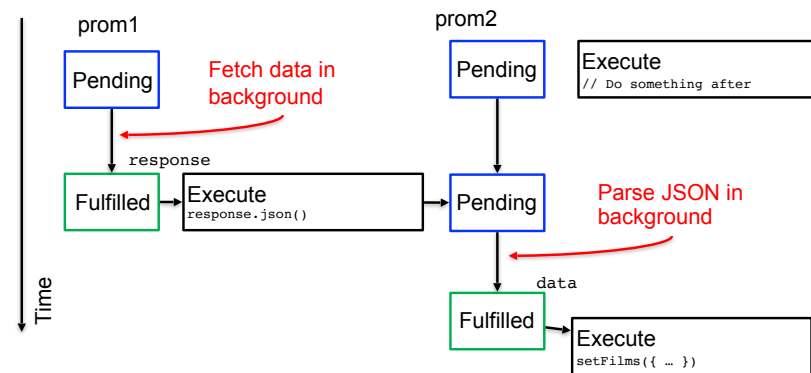 prom1
prom2
Pending
Fetch data in
background
Pending
Execute
// Do something after
response
Fulfilled
Execute
response.json()
Pending
Parse JSON in
background
data
Fulfilled
Execute
setFilms({ … })
Time